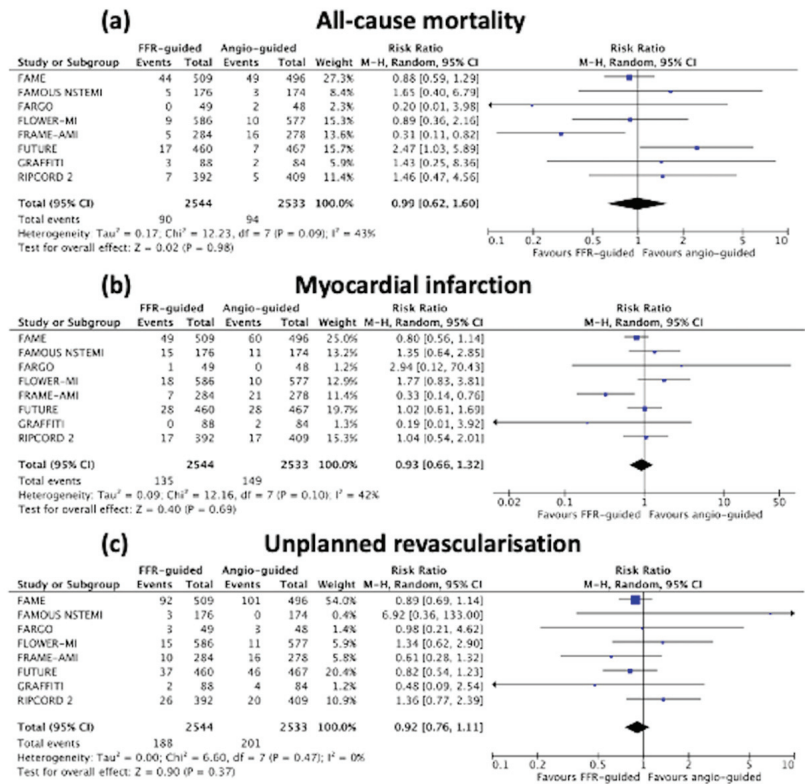 (a) All-cause mortality
FFR-guided Angio-guided Risk Ratio Risk Ratio
Study or Subgroup Events Total Events Total Weight M-H, Random, 95% CI M-H, Random, 95% CI
FAME 44 509 49 496 27.3% 0.88 [0.59, 1.29]
FAMOUS NSTEMI 5 176 3 174 8.4% 1.65 [0.40, 6.79]
FARGO 0 49 2 48 2.3% 0.20 [0.01, 3.98]
FLOWER-MI 9 586 10 577 15.3% 0.89 [0.36, 2.16]
FRAME-AMI 5 284 16 278 13.6% 0.31 [0.11, 0.82]
FUTURE 17 460 7 467 15.7% 2.47 [1.03, 5.89]
GRAFFITI 3 88 2 84 5.9% 1.43 [0.25, 8.36]
RIPCORD 2 7 392 5 409 11.4% 1.46 [0.47, 4.56]
Total (95% CI) 2544 2533 100.0% 0.99 [0.62, 1.60]
Total events 90 94
Heterogeneity: Tau² = 0.17; Chi² = 12.23, df = 7 (P = 0.09); I² = 43%
Test for overall effect: Z = 0.02 (P = 0.98)
0.1 0.2 0.5 1 2 5 10
Favours FFR-guided Favours angio-guided
(b) Myocardial infarction
FFR-guided Angio-guided Risk Ratio Risk Ratio
Study or Subgroup Events Total Events Total Weight M-H, Random, 95% CI M-H, Random, 95% CI
FAME 49 509 60 496 25.0% 0.80 [0.56, 1.14]
FAMOUS NSTEMI 15 176 11 174 13.2% 1.35 [0.64, 2.85]
FARGO 1 49 0 48 1.2% 2.94 [0.12, 70.43]
FLOWER-MI 18 586 10 577 12.9% 1.77 [0.83, 3.81]
FRAME-AMI 7 284 21 278 11.4% 0.33 [0.14, 0.76]
FUTURE 28 460 28 467 19.7% 1.02 [0.61, 1.69]
GRAFFITI 0 88 2 84 1.3% 0.19 [0.01, 3.92]
RIPCORD 2 17 392 17 409 15.3% 1.04 [0.54, 2.01]
Total (95% CI) 2544 2533 100.0% 0.93 [0.66, 1.32]
Total events 135 149
Heterogeneity: Tau² = 0.09; Chi² = 12.16, df = 7 (P = 0.10); I² = 42%
Test for overall effect: Z = 0.40 (P = 0.69)
0.02 0.1 1 10 50
Favours FFR-guided Favours angio-guided
(c) Unplanned revascularisation
FFR-guided Angio-guided Risk Ratio Risk Ratio
Study or Subgroup Events Total Events Total Weight M-H, Random, 95% CI M-H, Random, 95% CI
FAME 92 509 101 496 54.0% 0.89 [0.69, 1.14]
FAMOUS NSTEMI 3 176 0 174 0.4% 6.92 [0.36, 133.00]
FARGO 3 49 3 48 1.4% 0.98 [0.21, 4.62]
FLOWER-MI 15 586 11 577 5.7% 1.34 [0.62, 2.90]
FRAME-AMI 10 284 16 278 5.8% 0.61 [0.28, 1.32]
FUTURE 37 460 46 467 20.4% 0.82 [0.54, 1.23]
GRAFFITI 2 88 4 84 1.2% 0.48 [0.09, 2.54]
RIPCORD 2 26 392 20 409 10.9% 1.36 [0.77, 2.39]
Total (95% CI) 2544 2533 100.0% 0.92 [0.76, 1.11]
Total events 188 201
Heterogeneity: Tau² = 0.00; Chi² = 6.60, df = 7 (P = 0.47); I² = 0%
Test for overall effect: Z = 0.90 (P = 0.37)
0.1 0.2 0.5 1 2 5 10
Favours FFR-guided Favours angio-guided